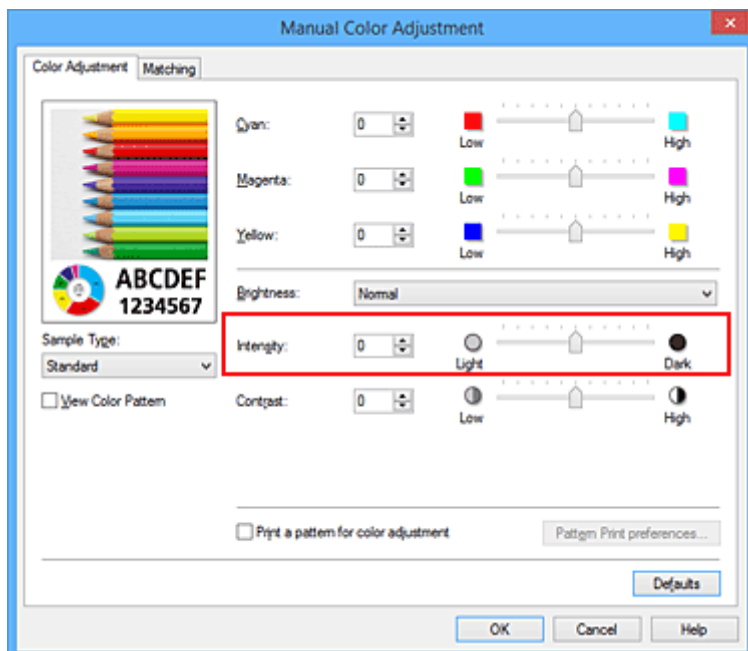 Manual Color Adjustment
Color Adjustment Matching
Cyan: 0 Low High
Magenta: 0 Low High
Yellow: 0 Low High
ABCDEF
1234567
Brightness: Normal
Sample Type:
Standard
Intensity: 0 Light Dark
View Color Pattern
Contrast: 0 Low High
Print a pattern for color adjustment Pattern Print preferences...
Defaults
OK Cancel Help